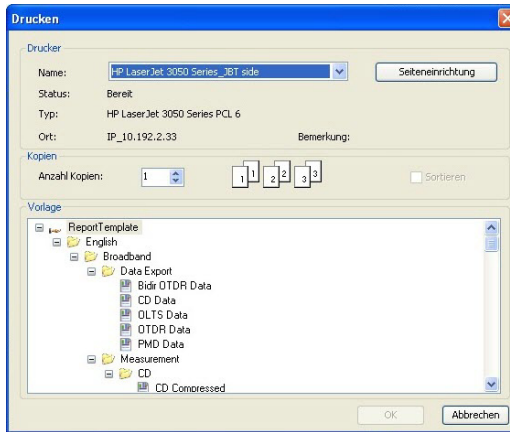 Drucken
Drucker
Name: HP LaserJet 3050 Series_JBT side Seiteneinrichtung
Status: Bereit
Typ: HP LaserJet 3050 Series PCL 6
Ort: IP_10.192.2.33 Bemerkung:
Kopien
Anzahl Kopien: 1 1 1 2 2 3 3 Sortieren
Vorlage
ReportTemplate
English
Broadband
Data Export
Bidir OTDR Data
CD Data
OLTS Data
OTDR Data
PMD Data
Measurement
CD
CD Compressed
OK Abbrechen